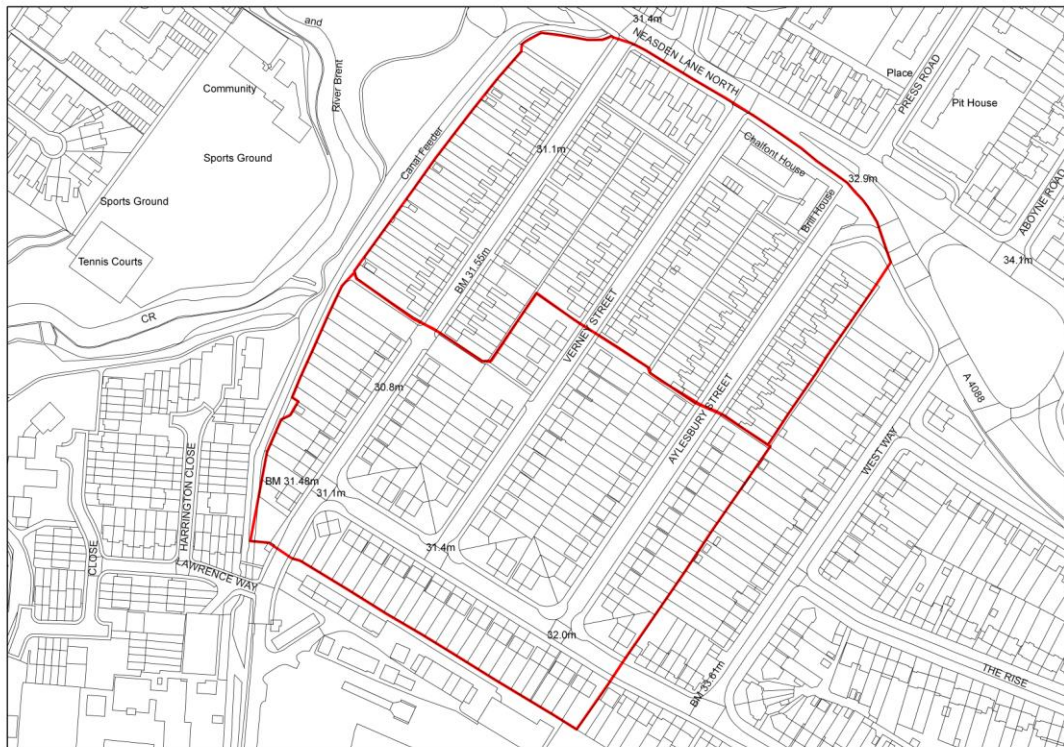 and
31.4m
NEASDEN LANE NORTH
Place
PRESS ROAD
Pit House
Community
River Brent
Sports Ground
Canal Feeder
31.1m
Chalfont House
32.9m
Brill House
ABOYNE ROAD
Sports Ground
34.1m
Tennis Courts
BM 31.55m
CR
VERNEY STREET
30.8m
AYLESBURY STREET
A 4088
WEST WAY
HARRINGTON CLOSE
BM 31.48m
31.1m
CLOSE
31.4m
LAWRENCE WAY
32.0m
THE RISE
BM 33.61m